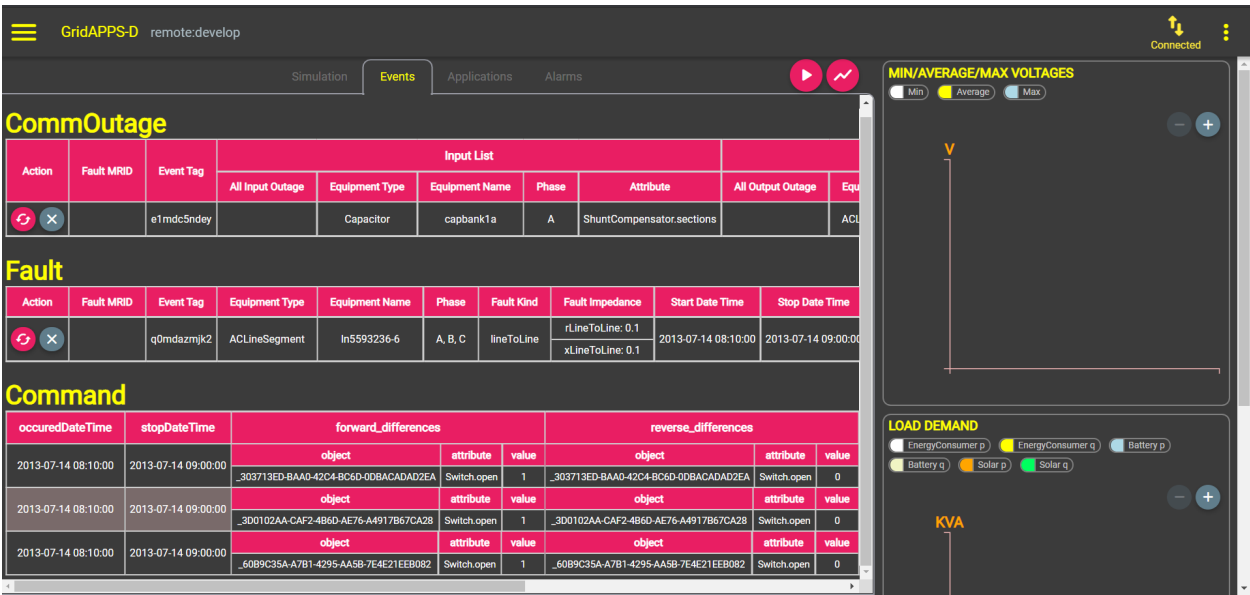 GridAPPS-D remote:develop
Connected
Simulation Events Applications Alarms
CommOutage
Action Fault MRID Event Tag Input List
All Input Outage Equipment Type Equipment Name Phase Attribute All Output Outage Equ
e1mdc5ndey Capacitor capbank1a A ShuntCompensator.sections ACL
Fault
Action Fault MRID Event Tag Equipment Type Equipment Name Phase Fault Kind Fault Impedance Start Date Time Stop Date Time
q0mdazmjk2 ACLineSegment ln5593236-6 A, B, C lineToLine rLineToLine: 0.1 2013-07-14 08:10:00 2013-07-14 09:00:00
xLineToLine: 0.1
Command
occuredDateTime stopDateTime forward_differences reverse_differences
object attribute value object attribute value
2013-07-14 08:10:00 2013-07-14 09:00:00
_303713ED-BAA0-42C4-BC6D-0DBACADAD2EA Switch.open 1 _303713ED-BAA0-42C4-BC6D-0DBACADAD2EA Switch.open 0
object attribute value object attribute value
2013-07-14 08:10:00 2013-07-14 09:00:00
_3D0102AA-CAF2-4B6D-AE76-A4917B67CA28 Switch.open 1 _3D0102AA-CAF2-4B6D-AE76-A4917B67CA28 Switch.open 0
object attribute value object attribute value
2013-07-14 08:10:00 2013-07-14 09:00:00
_60B9C35A-A7B1-4295-AA5B-7E4E21EEB082 Switch.open 1 _60B9C35A-A7B1-4295-AA5B-7E4E21EEB082 Switch.open 0
MIN/AVERAGE/MAX VOLTAGES
Min Average Max
V
LOAD DEMAND
EnergyConsumer p EnergyConsumer q Battery p
Battery q Solar p Solar q
KVA